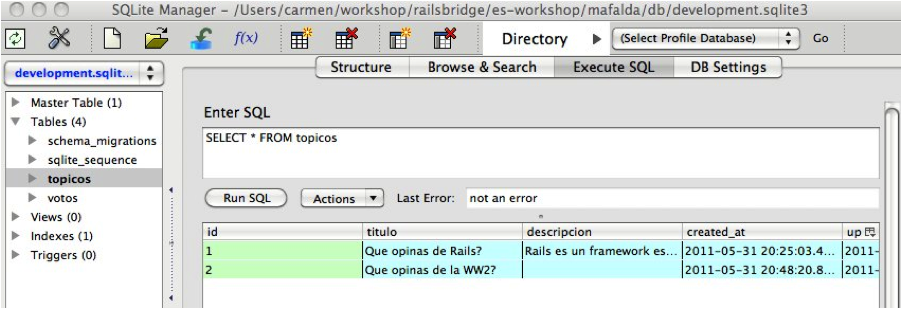 SQLite Manager - /Users/carmen/workshop/railsbridge/es-workshop/mafalda/db/development.sqlite3
f(x) Directory (Select Profile Database) Go
development.sqlit...
Structure Browse & Search Execute SQL DB Settings
Master Table (1)
Tables (4)
schema_migrations
sqlite_sequence
topicos
votos
Views (0)
Indexes (1)
Triggers (0)
Enter SQL
SELECT * FROM topicos
Run SQL Actions Last Error: not an error
id titulo descripcion created_at up
1 Que opinas de Rails? Rails es un framework es... 2011-05-31 20:25:03.4... 2011-
2 Que opinas de la WW2? 2011-05-31 20:48:20.8... 2011-